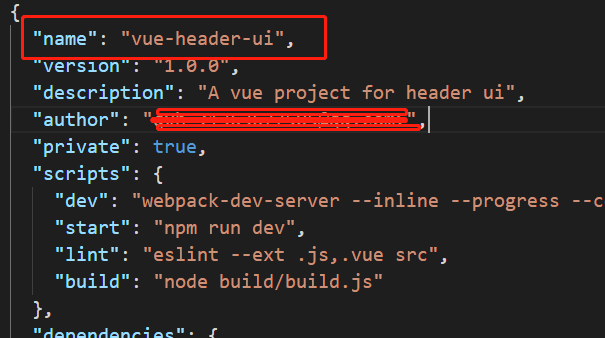 {
"name": "vue-header-ui",
"version": "1.0.0",
"description": "A vue project for header ui",
"author": " ",
"private": true,
"scripts": {
"dev": "webpack-dev-server --inline --progress --c
"start": "npm run dev",
"lint": "eslint --ext .js,.vue src",
"build": "node build/build.js"
},
"dependencies": {